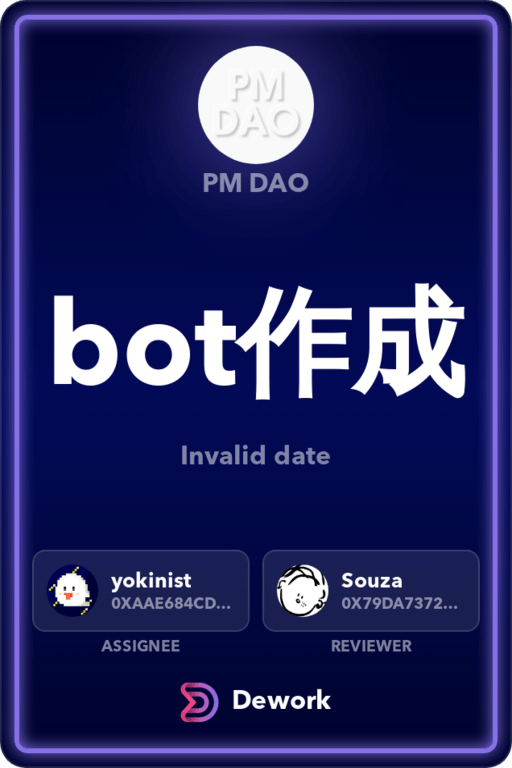 PM
DAO
PM DAO
bot作成
Invalid date
yokinist
0XAAE684CD...
Souza
0X79DA7372...
ASSIGNEE
REVIEWER
Dework